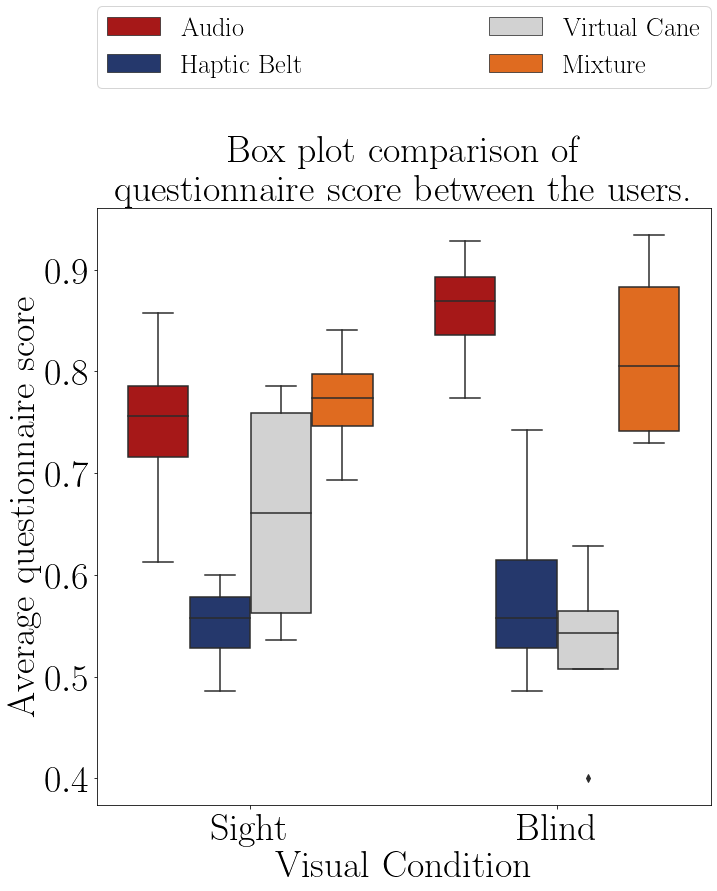 Audio
Haptic Belt
Virtual Cane
Mixture
Box plot comparison of
questionnaire score between the users.
Average questionnaire score
0.9
0.8
0.7
0.6
0.5
0.4
Sight
Blind
Visual Condition